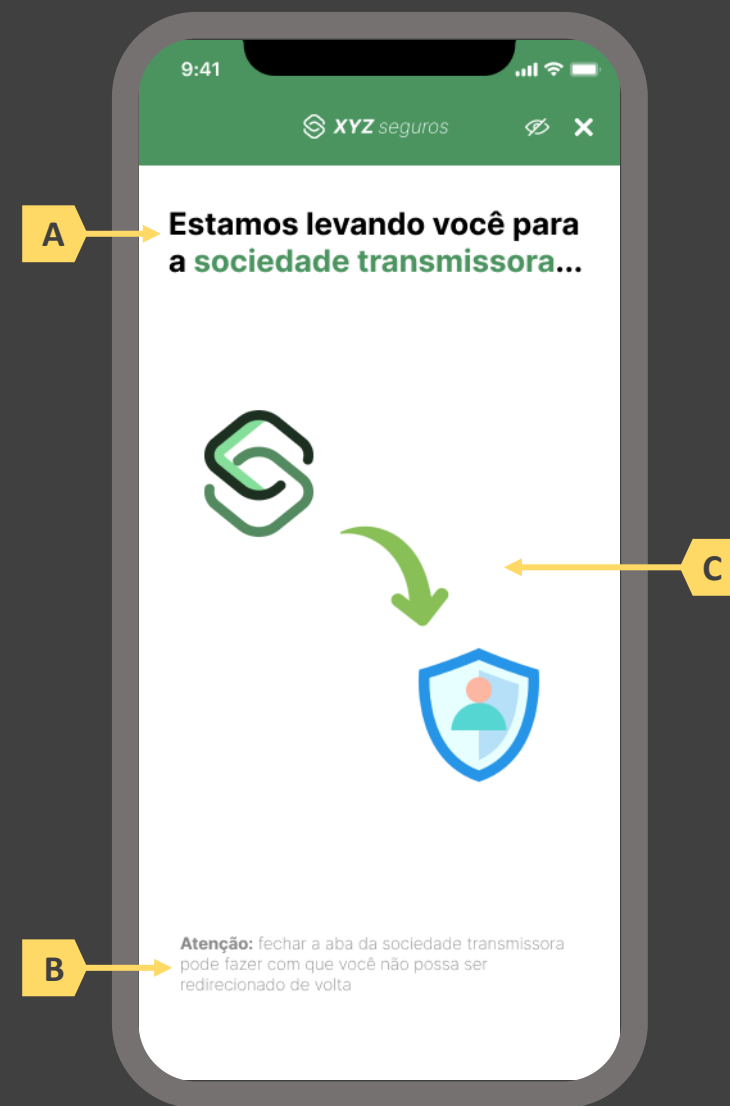 9:41
XYZ seguros
A
Estamos levando você para
a sociedade transmissora...
C
B
Atenção: fechar a aba da sociedade transmissora
pode fazer com que você não possa ser
redirecionado de volta